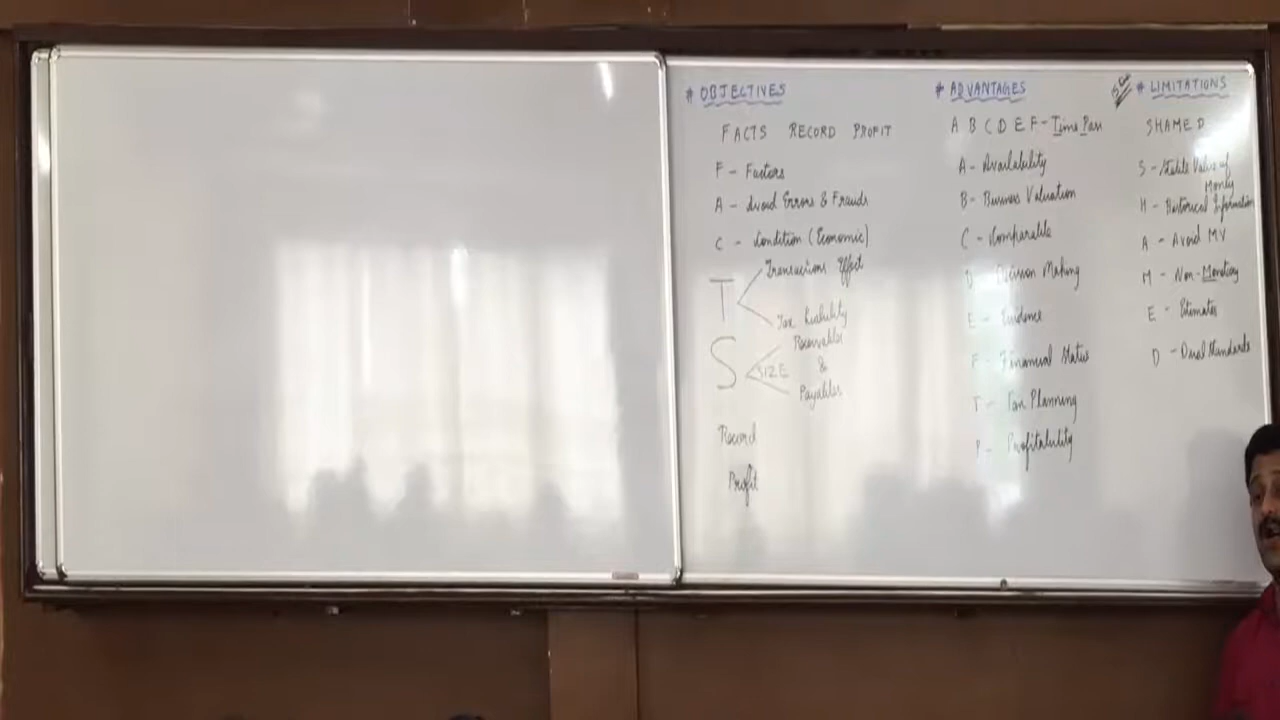 # OBJECTIVES
FACTS RECORD PROFIT
F - Factors
A - Avoid Errors & Frauds
C - Condition (Economic)
T
Transactions Effect
Tax Liability
S
SIZE
Receivables
&
Payables
Record
Profit
# ADVANTAGES
A B C D E F - Time Pass
A - Availability
B - Business Valuation
C - Comparable
D - Decision Making
E - Evidence
F - Financial Status
T - Tax Planning
P - Profitability
# LIMITATIONS
SHAMED
S - Stable Value of
Money
H - Historical Information
A - Avoid MV
M - Non-Monetary
E - Estimates
D - Dual Standards